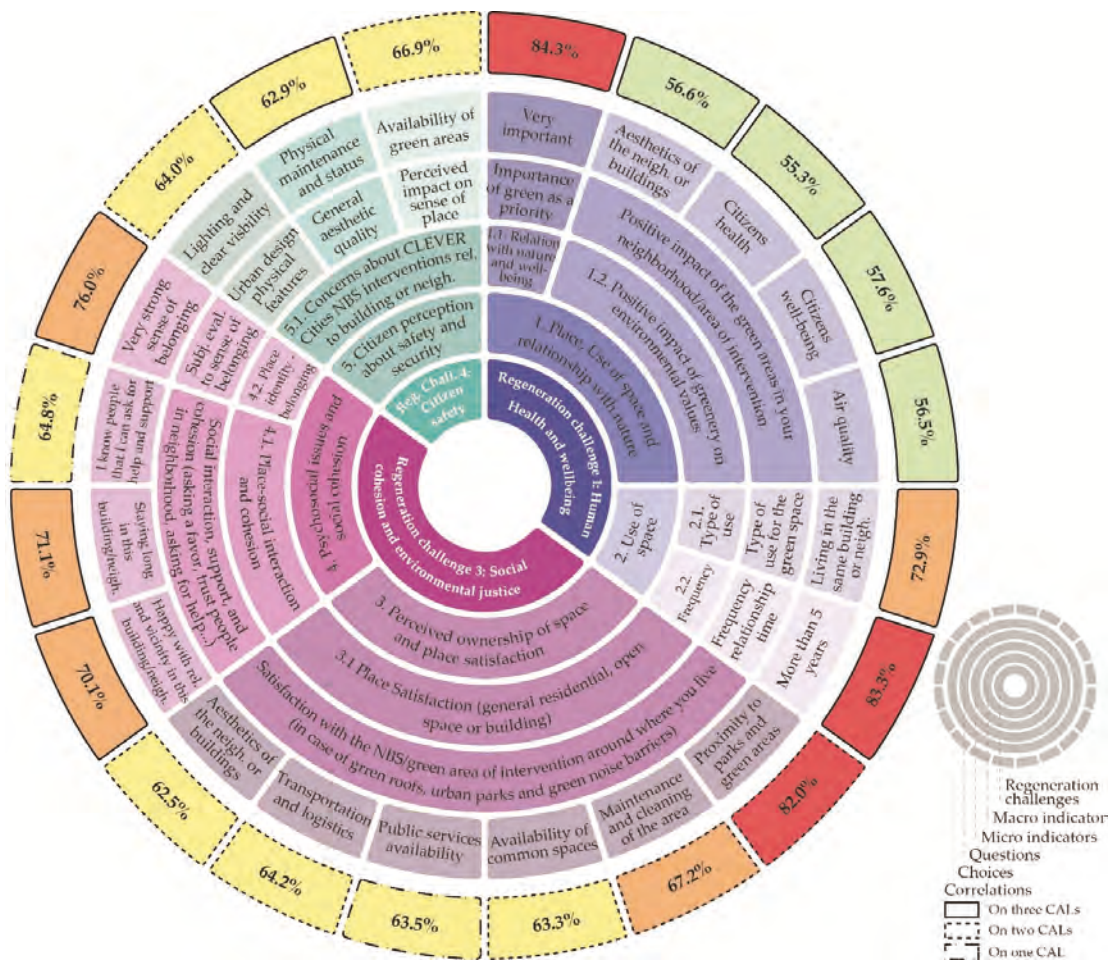 84.3%
56.6%
55.3%
57.6%
56.5%
72.9%
83.3%
82.0%
67.2%
63.3%
63.5%
64.2%
62.5%
70.1%
71.1%
64.8%
76.0%
64.0%
62.9%
66.9%
Very
important
Aesthetics of
the neigh. or
buildings
Citizens
health
Citizens
well-being
Air quality
Living in the
same building
or neigh.
More than 5
years
Proximity to
parks and
green areas
Maintenance
and cleaning
of the area
Availability of
common spaces
Public services
availability
Transportation
and logistics
Aesthetics of
the neigh. or
buildings
Happy with rel.
and vicinity in this
building/neigh.
Staying long
in this
building/neigh.
I know people
that I can ask for
help and support
Very strong
sense of
belonging
Lighting and
clear visbility
Physical
maintenance
and status
Availability of
green areas
Importance
of green as a
priority
Positive impact of the green areas in your
neighborhood/area of intervention
Type of
use for the
green space
Frequency
relationship
time
Satisfaction with the NBS/green area of intervention around where you live
(in case of gren roofs, urban parks and green noise barriers)
Social interaction, support, and
cohesion (asking a favor, trust people
in neighborhood, asking for help...)
Subj. eval.
to sense of
belonging
Urban design
physical
features
General
aesthetic
quality
Perceived
impact on
sense of
place
1.1. Relation
with nature
and well-
being
1.2. Positive impact of greenery on
environmental values
2.1.
Type of
use
2.2.
Frequency
3.1 Place Satisfaction (general residential, open
space or building)
4.1. Place-social interaction
and cohesion
4.2. Place
identity -
belonging
5.1. Concerns about CLEVER
Cities NBS interventions rel.
to building or neigh.
1. Place, Use of space and
relationship with nature
2. Use of
space
3. Perceived ownership of space
and place satisfaction
4. Psychosocial issues and
social cohesion
5. Citizen perception
about safety and
security
Regeneration challenge 1: Human
Health and wellbeing
Regeneration challenge 3: Social
cohesion and environmental justice
Reg. Chall. 4:
Citizen
safety
Regeneration
challenges
Macro indicator
Micro indicators
Questions
Choices
Correlations
On three CALs
On two CALs
On one CAL